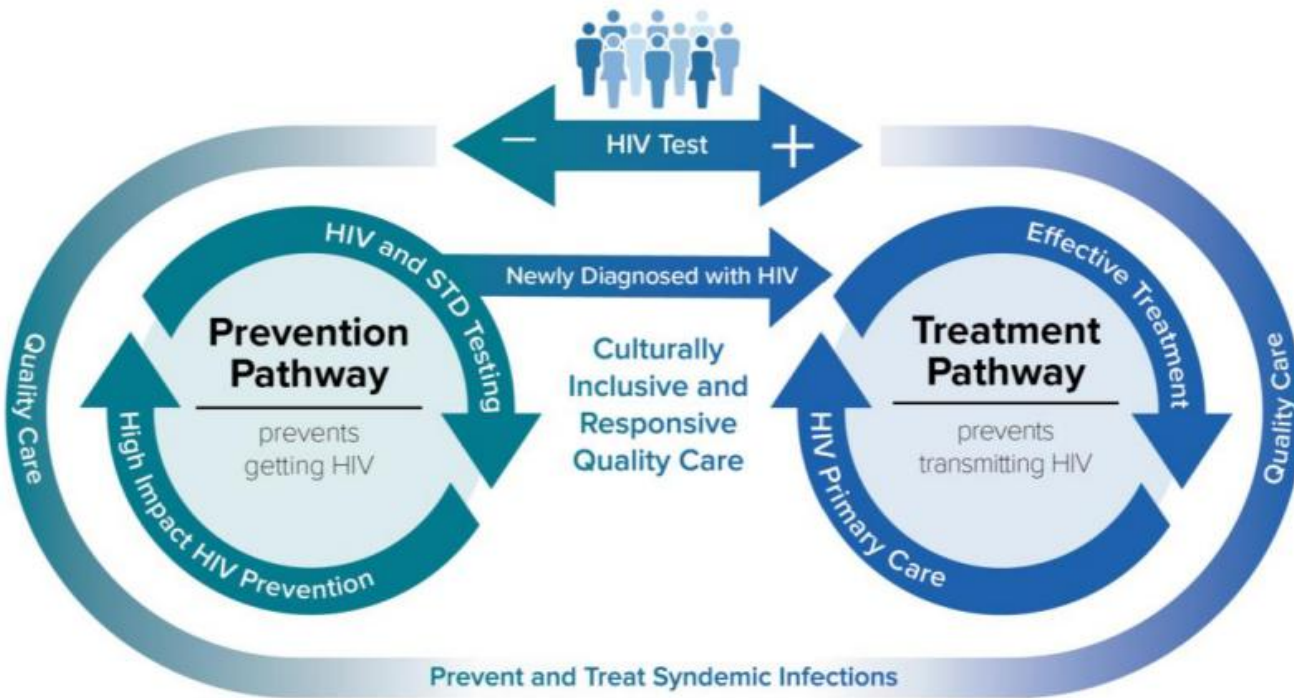 − HIV Test +
HIV and STD Testing
High Impact HIV Prevention
Prevention
Pathway
prevents
getting HIV
Newly Diagnosed with HIV
Culturally
Inclusive and
Responsive
Quality Care
Effective Treatment
HIV Primary Care
Treatment
Pathway
prevents
transmitting HIV
Quality Care
Quality Care
Prevent and Treat Syndemic Infections